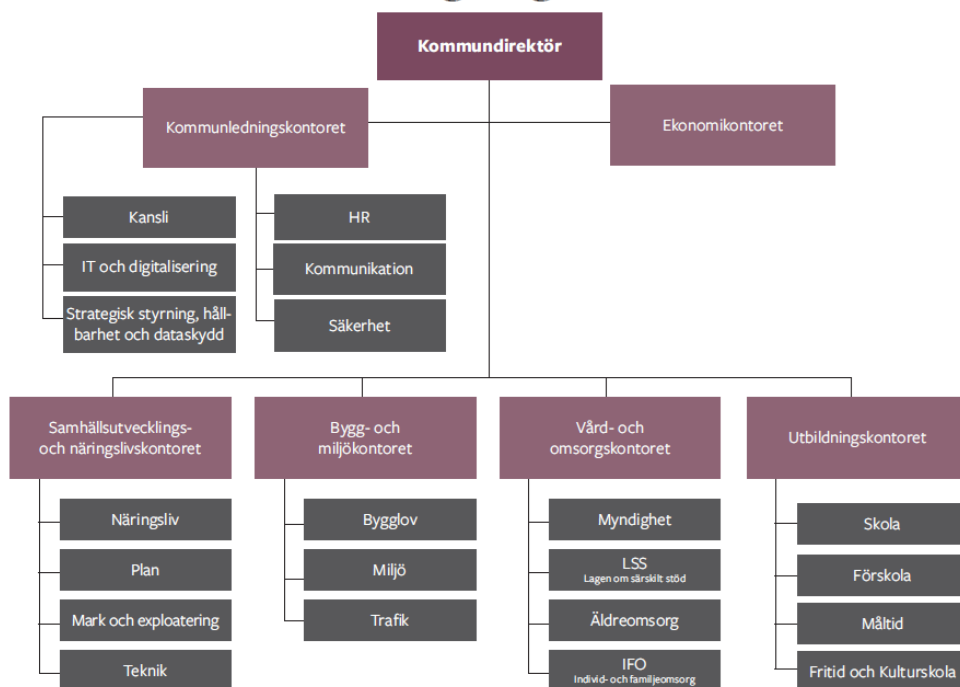 Kommundirektör
Kommunledningskontoret
Ekonomikontoret
Kansli
IT och digitalisering
Strategisk styrning, håll-
barhet och dataskydd
HR
Kommunikation
Säkerhet
Samhällsutvecklings-
och näringslivskontoret
Näringsliv
Plan
Mark och exploatering
Teknik
Bygg- och
miljökontoret
Bygglov
Miljö
Trafik
Vård- och
omsorgskontoret
Myndighet
LSS
Lagen om särskilt stöd
Äldreomsorg
IFO
Individ- och familjeomsorg
Utbildningskontoret
Skola
Förskola
Måltid
Fritid och Kulturskola